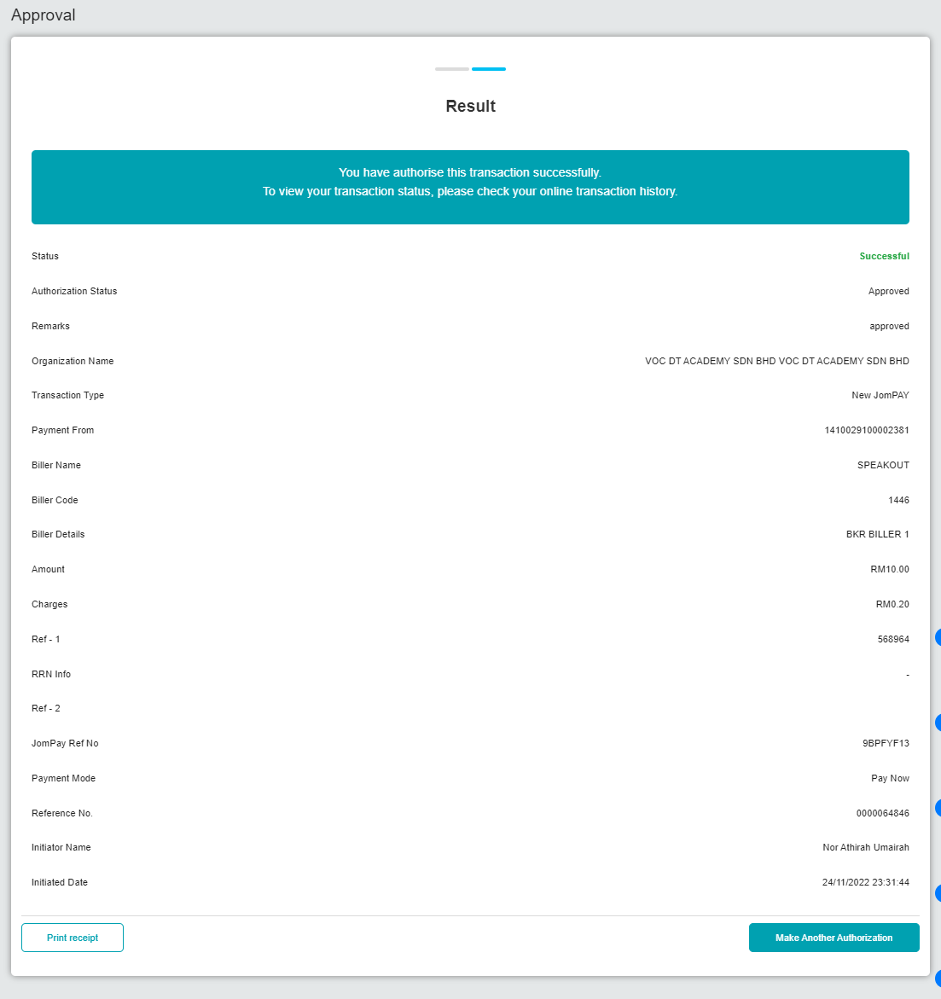 Approval
Result
You have authorise this transaction successfully.
To view your transaction status, please check your online transaction history.
Status Successful
Authorization Status Approved
Remarks approved
Organization Name VOC DT ACADEMY SDN BHD VOC DT ACADEMY SDN BHD
Transaction Type New JomPAY
Payment From 1410029100002381
Biller Name SPEAKOUT
Biller Code 1446
Biller Details BKR BILLER 1
Amount RM10.00
Charges RM0.20
Ref - 1 568964
RRN Info -
Ref - 2
JomPay Ref No 9BPFYF13
Payment Mode Pay Now
Reference No. 0000064846
Initiator Name Nor Athirah Umairah
Initiated Date 24/11/2022 23:31:44
Print receipt Make Another Authorization